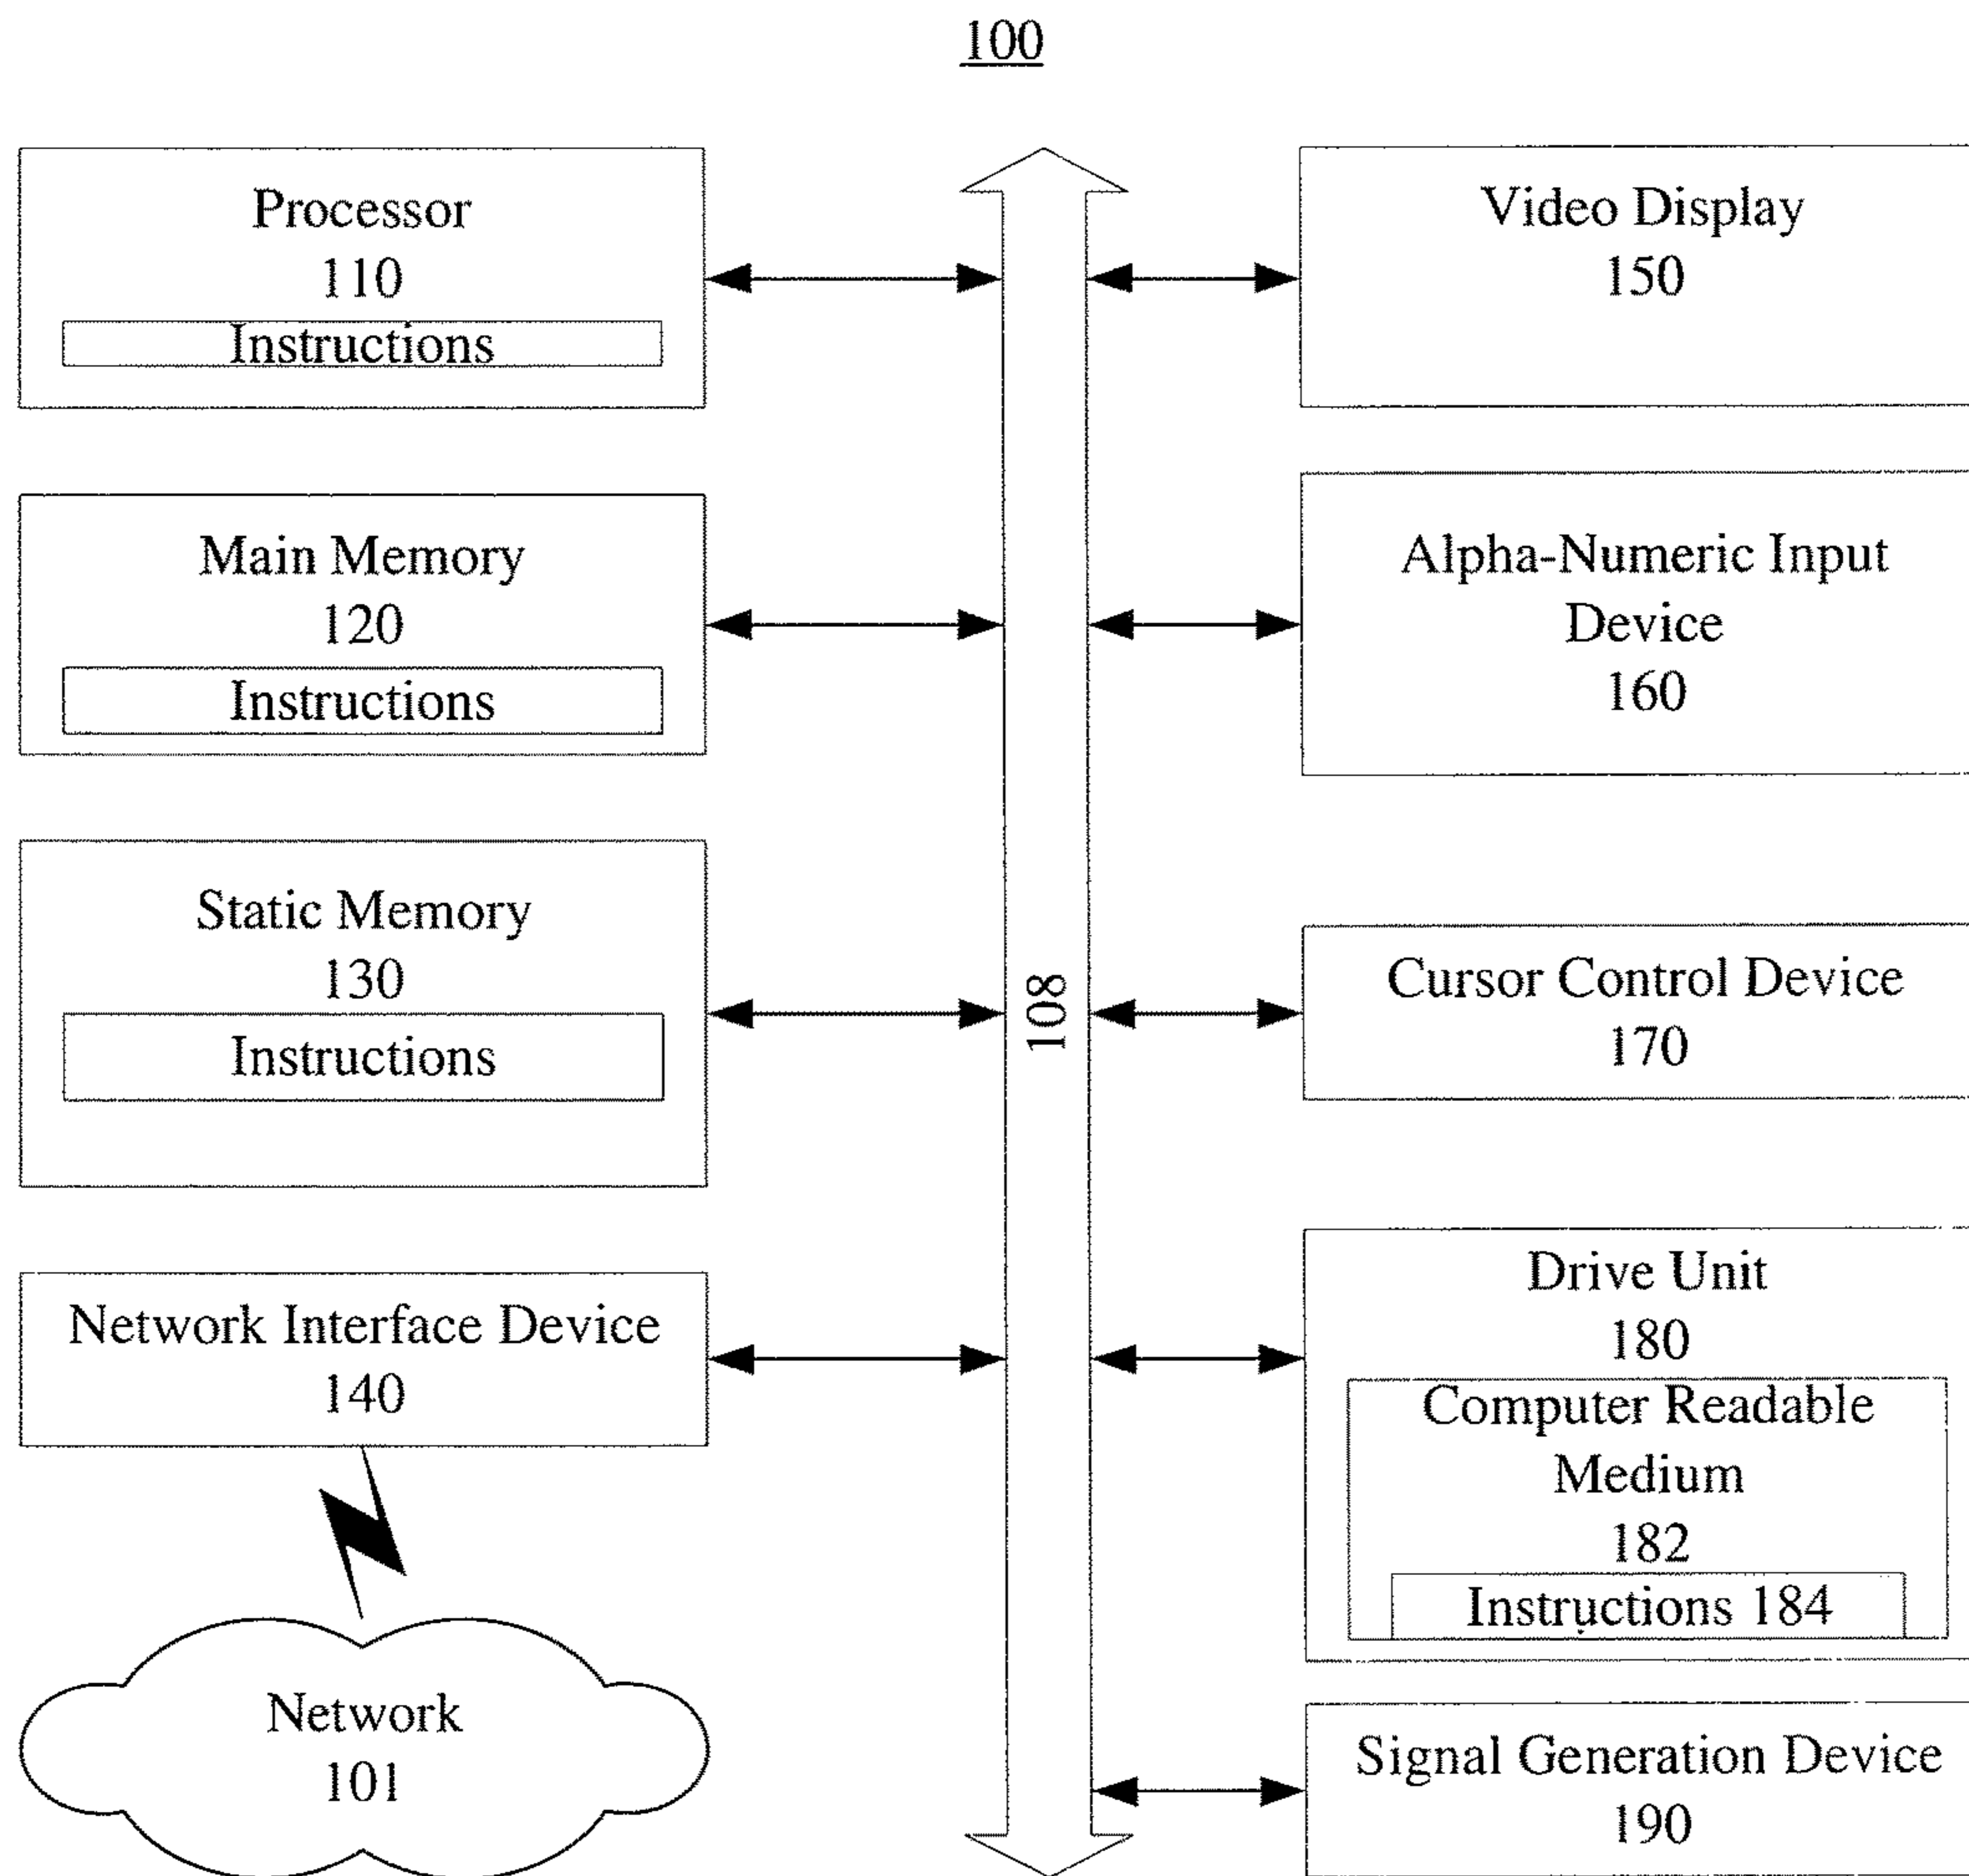 100
Processor
110
Instructions
Main Memory
120
Instructions
Static Memory
130
Instructions
Network Interface Device
140
Network
101
108
Video Display
150
Alpha-Numeric Input
Device
160
Cursor Control Device
170
Drive Unit
180
Computer Readable
Medium
182
Instructions 184
Signal Generation Device
190